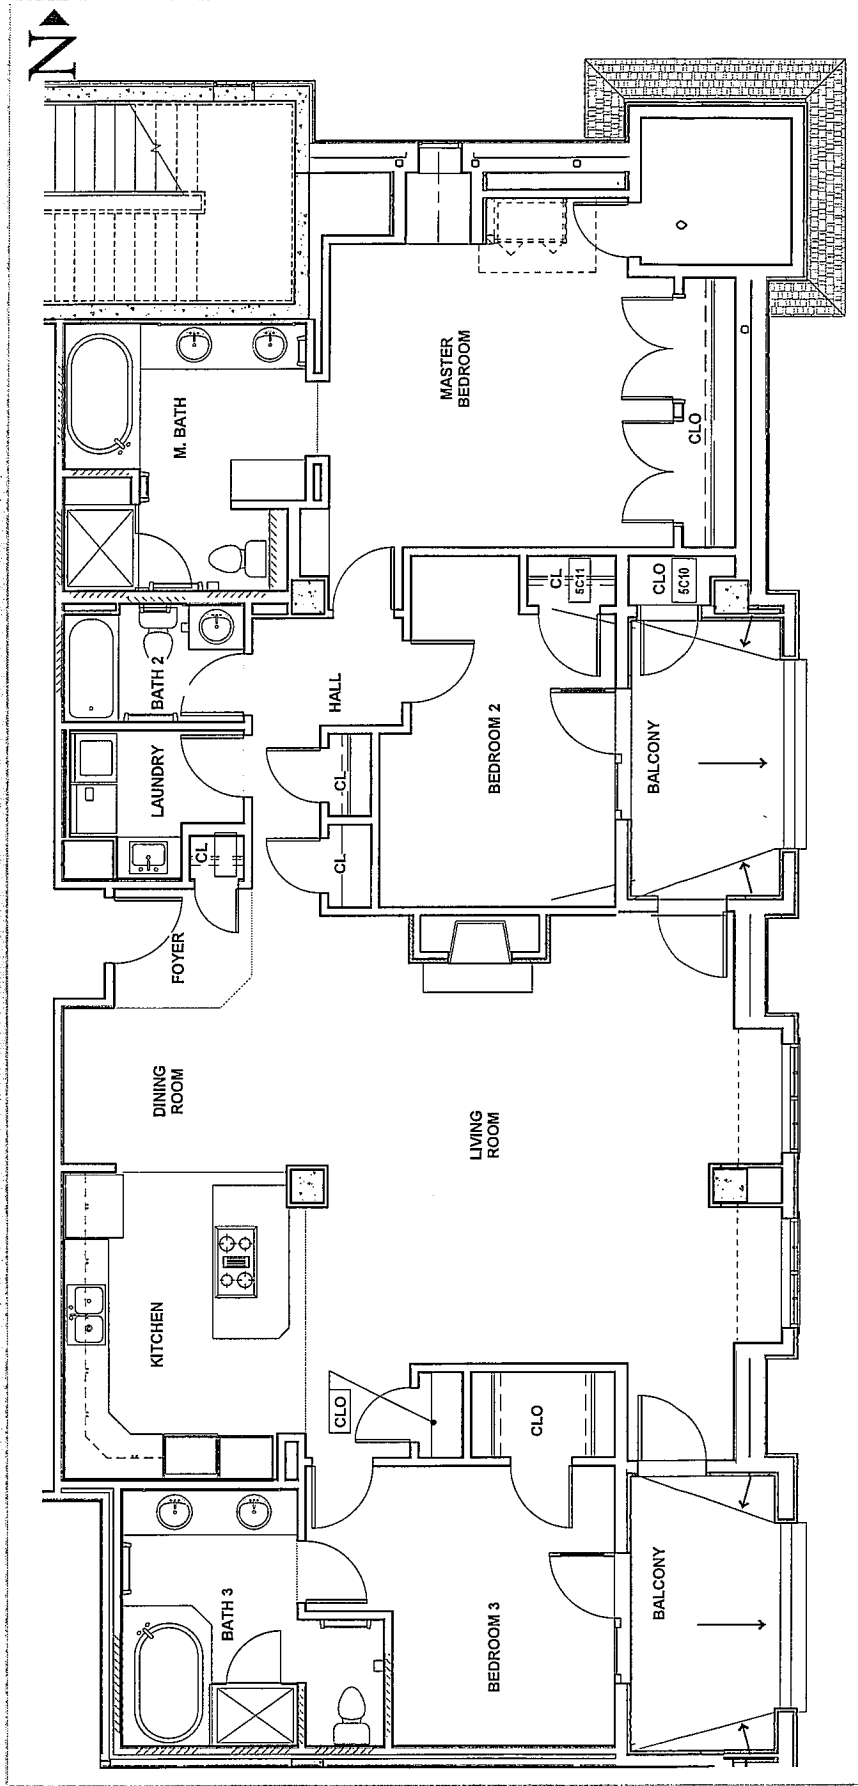 N
M. BATH
MASTER
BEDROOM
CLO
BATH 2
HALL
CL
5C11
CLO
5C10
LAUNDRY
CL
CL
CL
BEDROOM 2
BALCONY
FOYER
DINING
ROOM
LIVING
ROOM
KITCHEN
CLO
CLO
BATH 3
BEDROOM 3
BALCONY